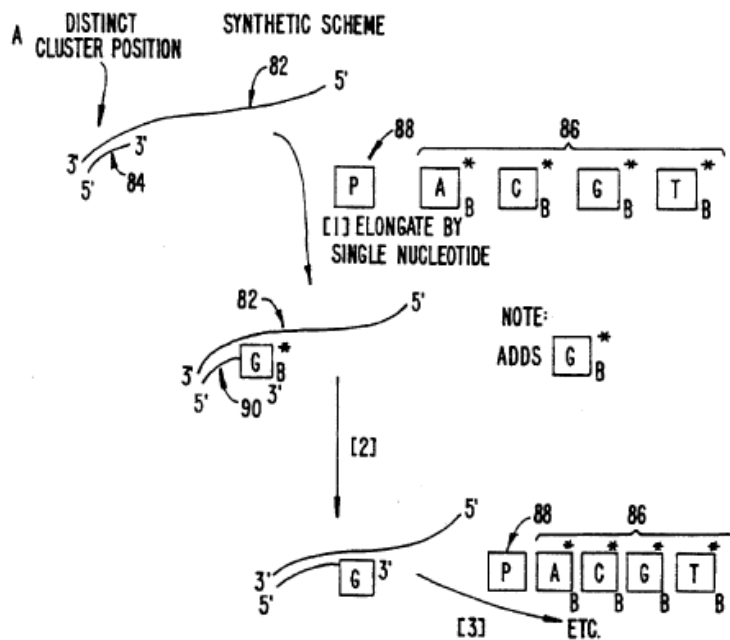 A DISTINCT CLUSTER POSITION
SYNTHETIC SCHEME
82
5'
3'
3'
5'
84
88
86
P A* B C* B G* B T* B
[1] ELONGATE BY
SINGLE NUCLEOTIDE
82
5'
NOTE:
ADDS G* B
G* B
3'
3'
5'
90
[2]
5'
88
86
3'
G 3'
5'
P A* B C* B G* B T* B
[3]
ETC.